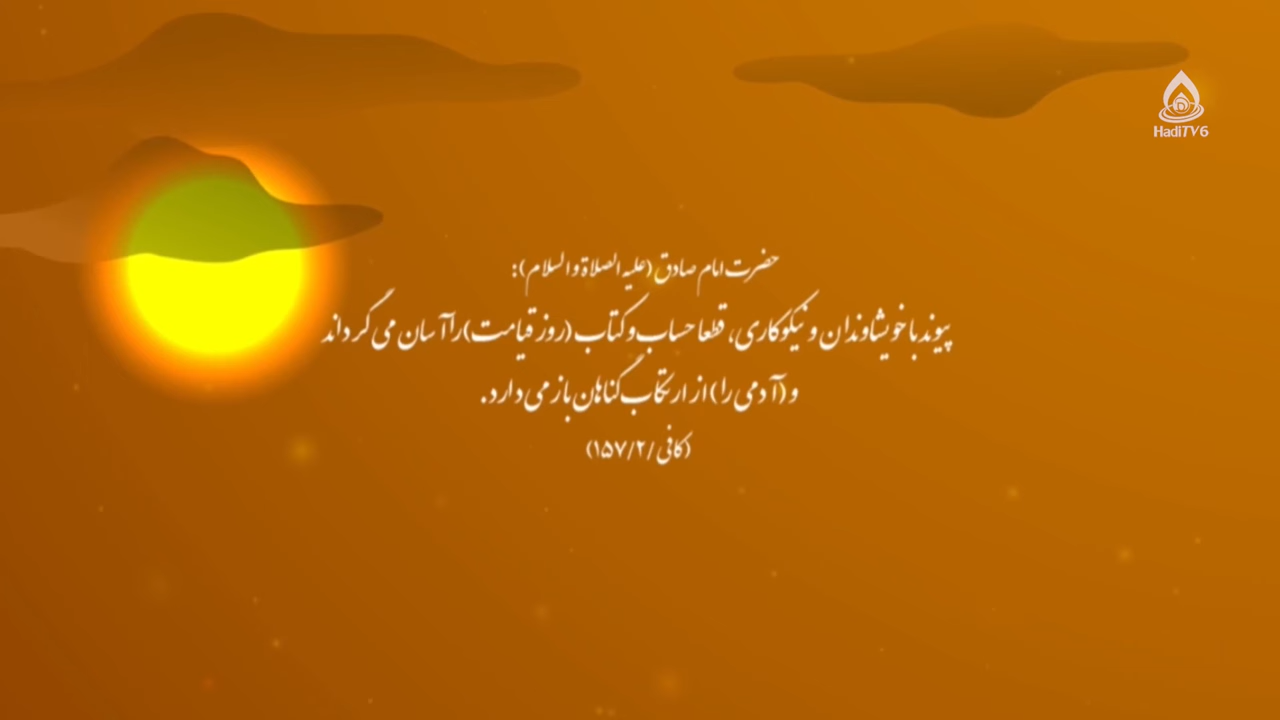 HadiTV6
حضرت امام صادق (علیه الصلاة و السلام):
پیوند با خویشاوندان و نیکوکاری، قطعا حساب و کتاب (روز قیامت) را آسان می گرداند
و (آدمی را) از ارتکاب گناهان باز می دارد.
(کافی /۲/ ۱۵۷)